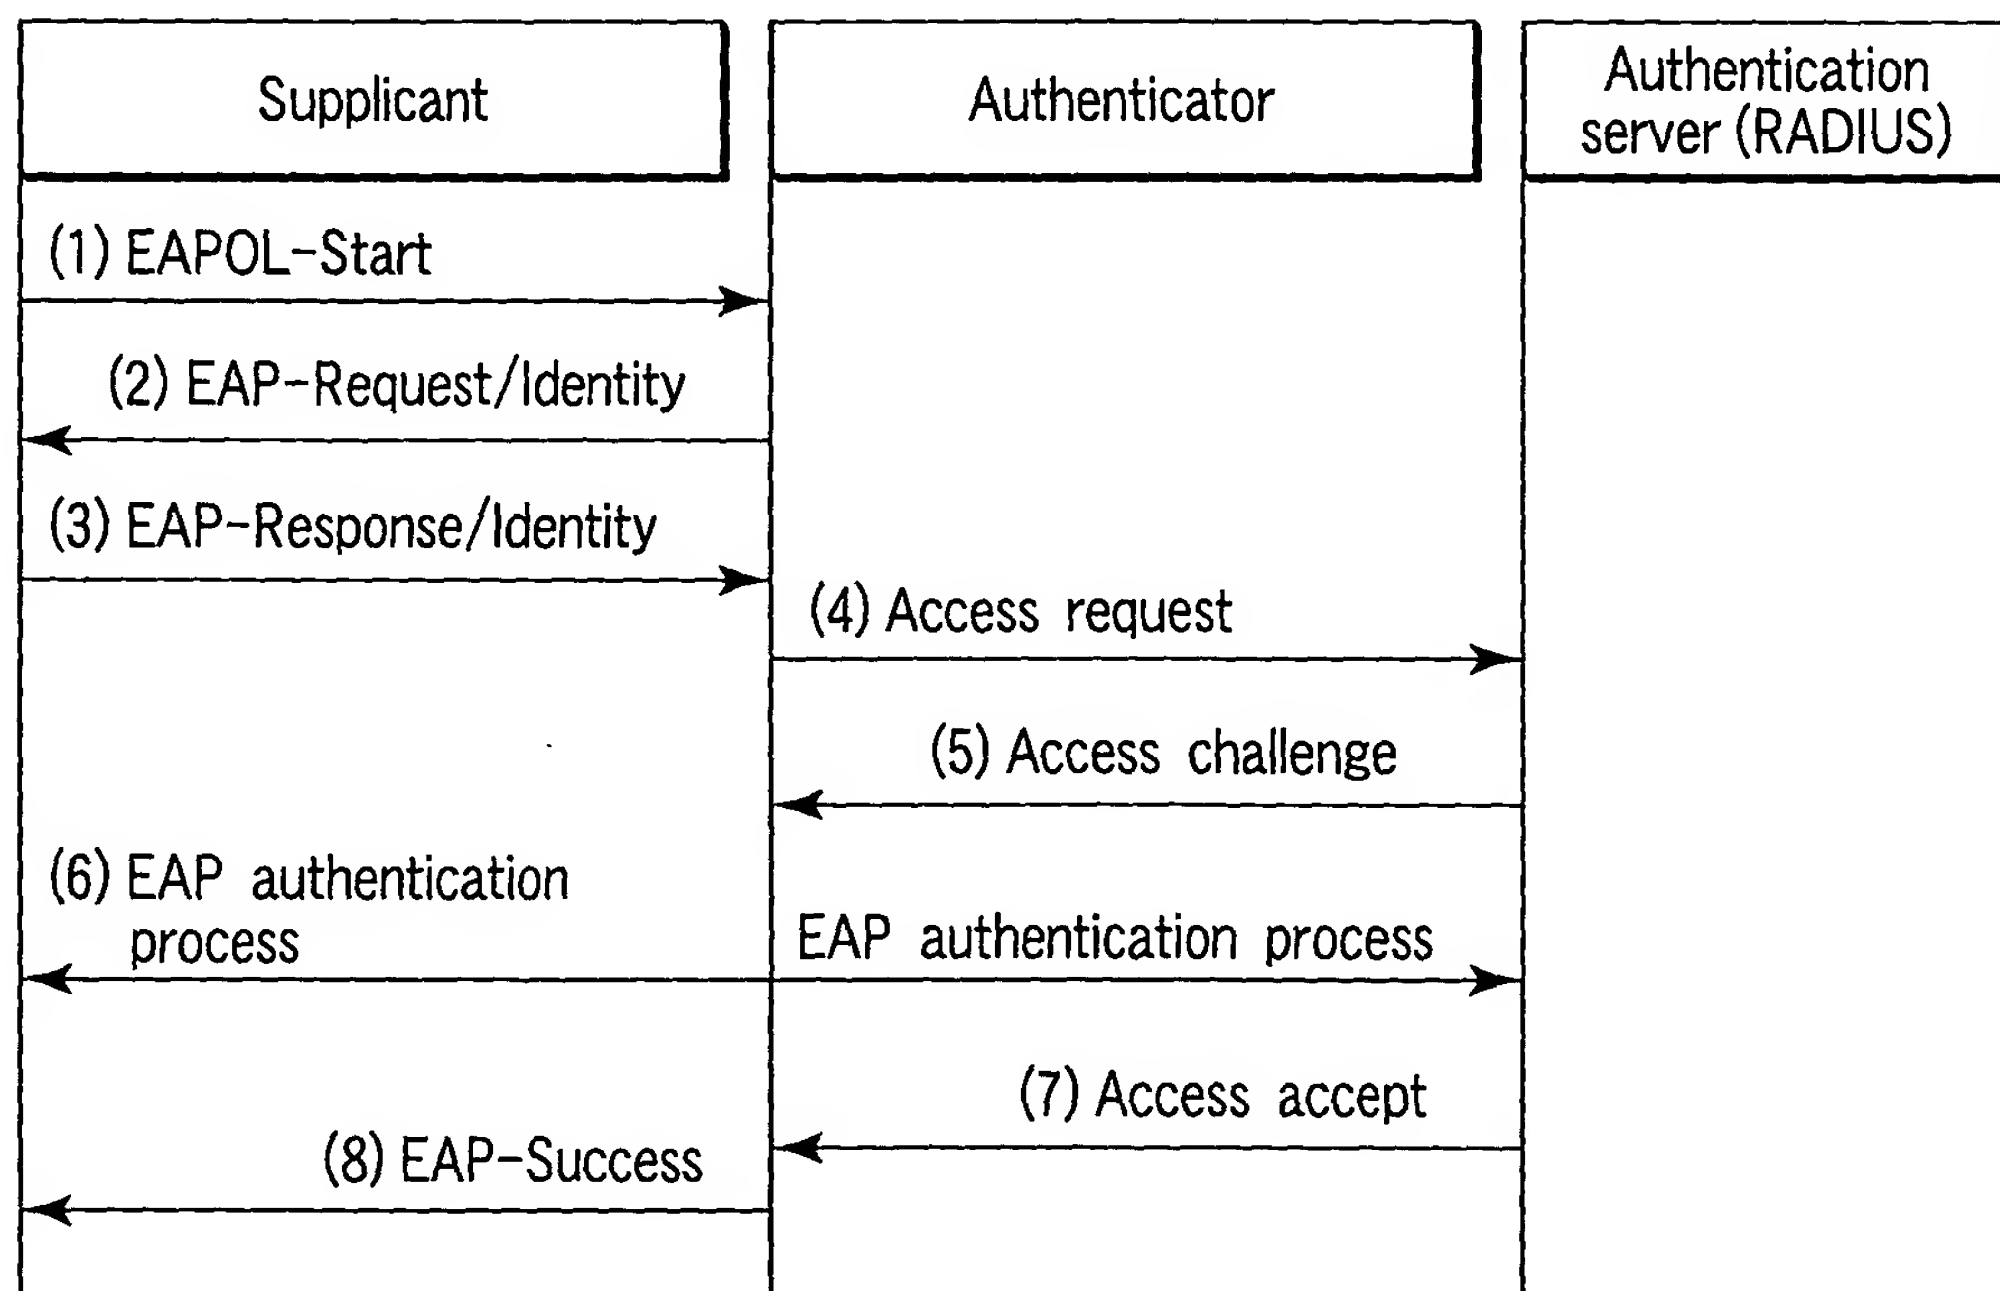 Supplicant
Authenticator
Authentication
server (RADIUS)
(1) EAPOL-Start
(2) EAP-Request/Identity
(3) EAP-Response/Identity
(4) Access request
(5) Access challenge
(6) EAP authentication
process
EAP authentication process
(7) Access accept
(8) EAP-Success